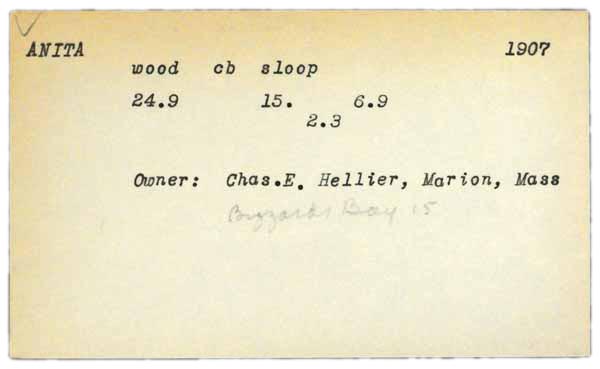 ANITA 1907
wood cb sloop
24.9 15. 6.9
2.3
Owner: Chas.E. Hellier, Marion, Mass
Buzzards Bay 15